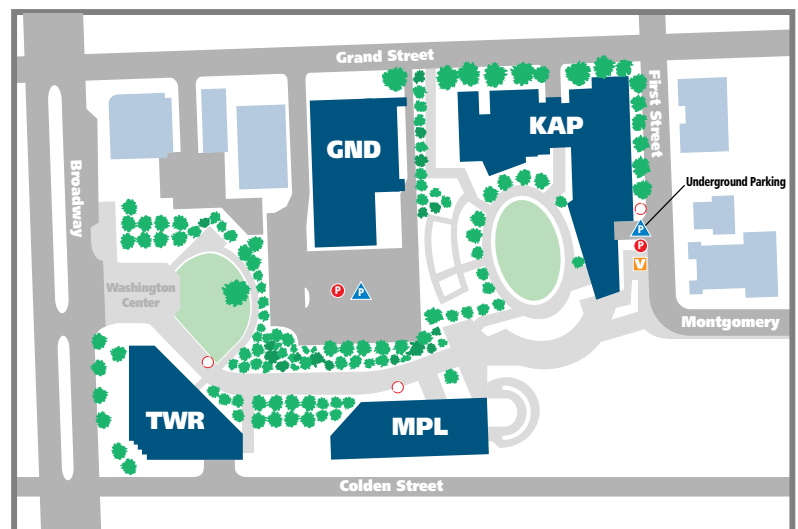 Grand Street
First Street
KAP
GND
Broadway
Underground Parking
P
P
V
Washington
Center
P P
Montgomery
TWR
MPL
Colden Street